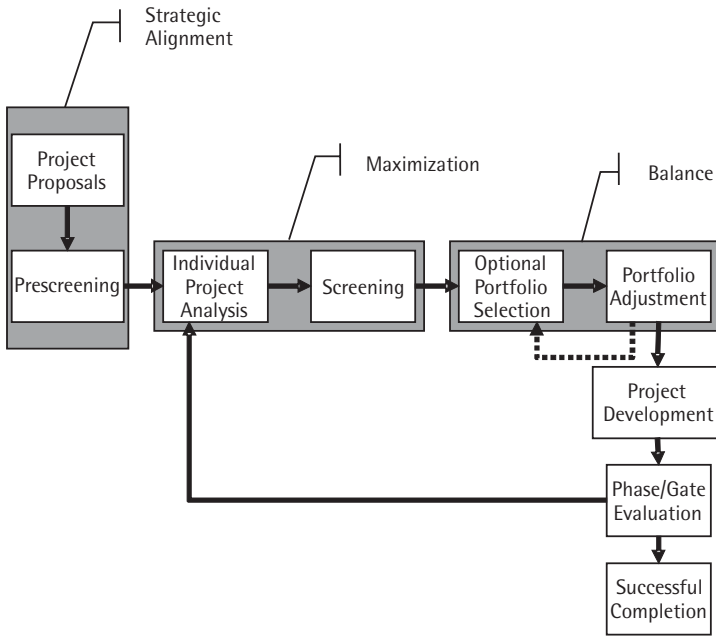 Strategic
Alignment
Project
Proposals
Prescreening
Maximization
Individual
Project
Analysis
Screening
Balance
Optional
Portfolio
Selection
Portfolio
Adjustment
Project
Development
Phase/Gate
Evaluation
Successful
Completion